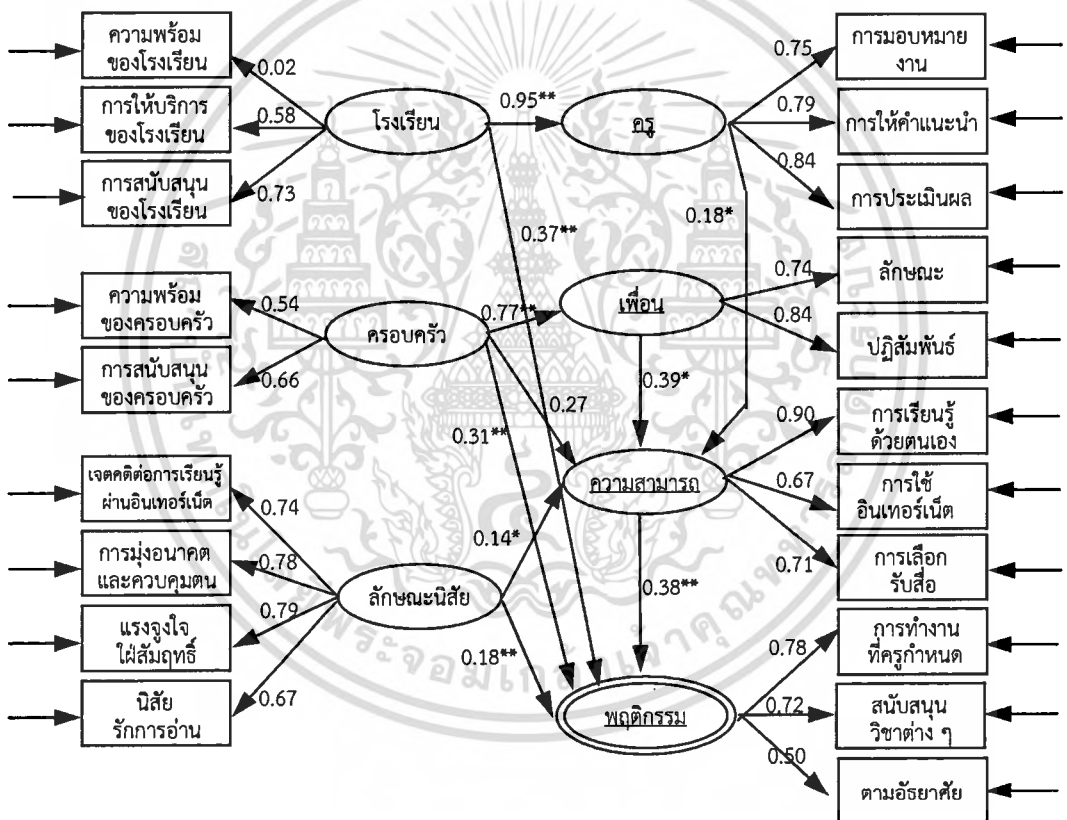 ความพร้อม
ของโรงเรียน
การให้บริการ
ของโรงเรียน
การสนับสนุน
ของโรงเรียน
0.02
0.58
0.73
โรงเรียน
0.95**
ครู
0.75
0.79
0.84
การมอบหมาย
งาน
การให้คำแนะนำ
การประเมินผล
0.37**
0.18*
ความพร้อม
ของครอบครัว
การสนับสนุน
ของครอบครัว
0.54
0.66
ครอบครัว
0.77**
เพื่อน
0.74
0.84
ลักษณะ
ปฏิสัมพันธ์
0.39*
0.27
0.31**
เจตคติต่อการเรียนรู้
ผ่านอินเทอร์เน็ต
การมุ่งอนาคต
และควบคุมตน
แรงจูงใจ
ใฝ่สัมฤทธิ์
นิสัย
รักการอ่าน
0.74
0.78
0.79
0.67
ลักษณะนิสัย
0.14*
0.18**
ความสามารถ
0.90
0.67
0.71
การเรียนรู้
ด้วยตนเอง
การใช้
อินเทอร์เน็ต
การเลือก
รับสื่อ
0.38**
พฤติกรรม
0.78
0.72
0.50
การทำงาน
ที่ครูกำหนด
สนับสนุน
วิชาต่าง ๆ
ตามอัธยาศัย